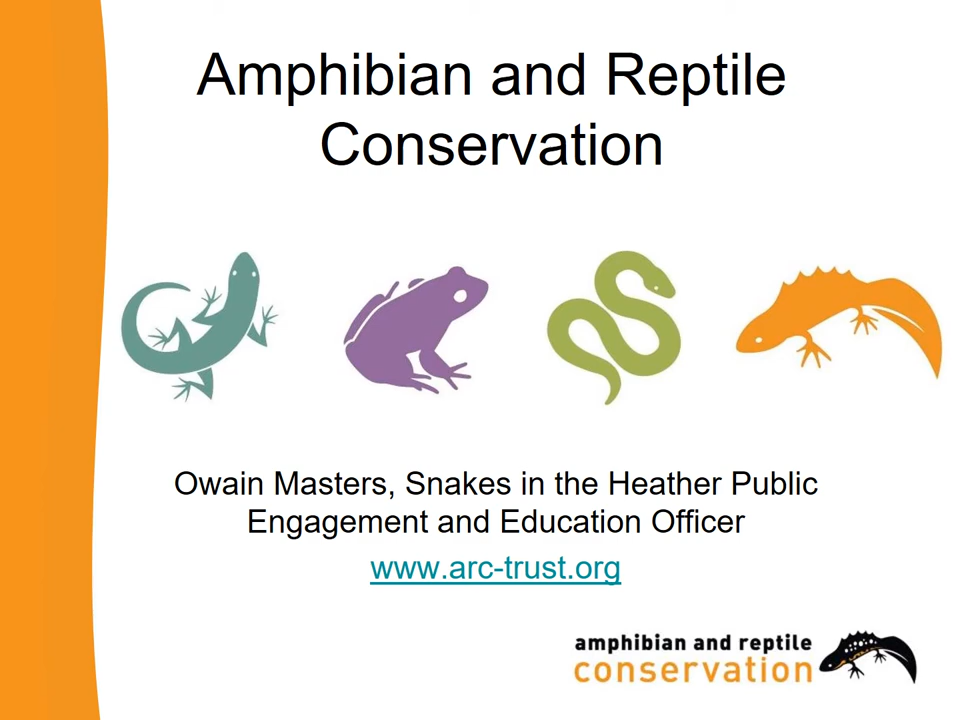 Amphibian and Reptile
Conservation
Owain Masters, Snakes in the Heather Public
Engagement and Education Officer
www.arc-trust.org
amphibian and reptile
conservation